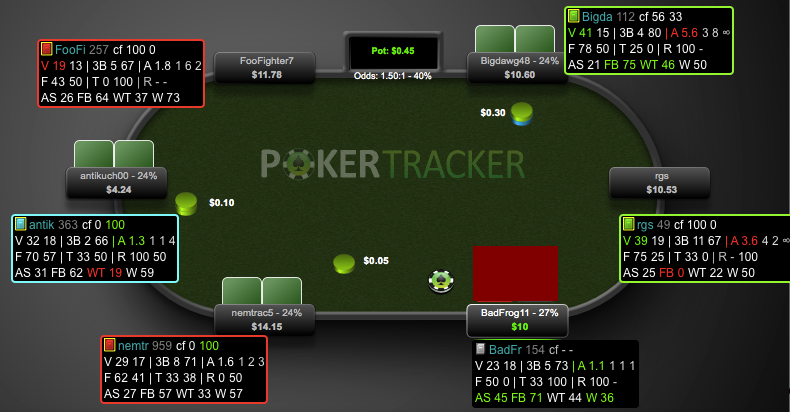 Bigda 112 cf 56 33
V 41 15 | 3B 4 80 | A 5.6 3 8 ∞
F 78 50 | T 25 0 | R 100 -
AS 21 FB 75 WT 46 W 50
FooFi 257 cf 100 0
V 19 13 | 3B 5 67 | A 1.8 1 6 2
F 43 50 | T 0 100 | R - -
AS 26 FB 64 WT 37 W 73
FooFighter7
$11.78
Pot: $0.45
Odds: 1.50:1 - 40%
Bigdawg48 - 24%
$10.60
$0.30
POKERTRACKER
antikuch00 - 24%
$4.24
rgs
$10.53
$0.10
antik 363 cf 0 100
V 32 18 | 3B 2 66 | A 1.3 1 1 4
F 70 57 | T 33 50 | R 100 50
AS 31 FB 62 WT 19 W 59
rgs 49 cf 100 0
V 39 19 | 3B 11 67 | A 3.6 4 2 ∞
F 75 25 | T 33 0 | R - 100
AS 25 FB 0 WT 22 W 50
$0.05
nemtrac5 - 24%
$14.15
BadFrog11 - 27%
$10
nemtr 959 cf 0 100
V 29 17 | 3B 8 71 | A 1.6 1 2 3
F 62 41 | T 33 38 | R 0 50
AS 27 FB 57 WT 33 W 57
BadFr 154 cf - -
V 23 18 | 3B 5 73 | A 1.1 1 1 1
F 50 0 | T 33 100 | R 100 -
AS 45 FB 71 WT 44 W 36